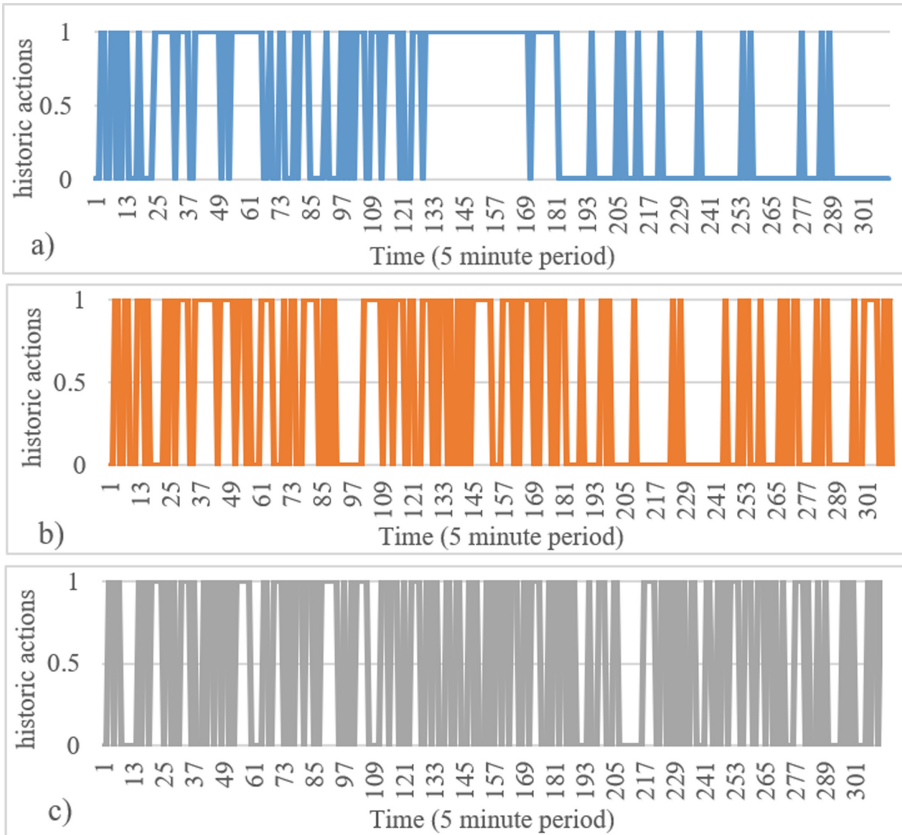 1
0.5
0
historic actions
1 13 25 37 49 61 73 85 97 109 121 133 145 157 169 181 193 205 217 229 241 253 265 277 289 301
Time (5 minute period)
a)
1
0.5
0
historic actions
1 13 25 37 49 61 73 85 97 109 121 133 145 157 169 181 193 205 217 229 241 253 265 277 289 301
Time (5 minute period)
b)
1
0.5
0
historic actions
1 13 25 37 49 61 73 85 97 109 121 133 145 157 169 181 193 205 217 229 241 253 265 277 289 301
Time (5 minute period)
c)